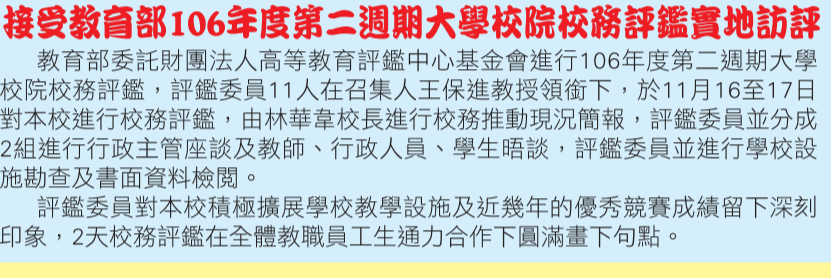 接受教育部106年度第二週期大學校院校務評鑑實地訪評
教育部委託財團法人高等教育評鑑中心基金會進行106年度第二週期大學
校院校務評鑑，評鑑委員11人在召集人王保進教授領銜下，於11月16至17日
對本校進行校務評鑑，由林華韋校長進行校務推動現況簡報，評鑑委員並分成
2組進行行政主管座談及教師、行政人員、學生晤談，評鑑委員並進行學校設
施勘查及書面資料檢閱。
評鑑委員對本校積極擴展學校教學設施及近幾年的優秀競賽成績留下深刻
印象，2天校務評鑑在全體教職員工生通力合作下圓滿畫下句點。